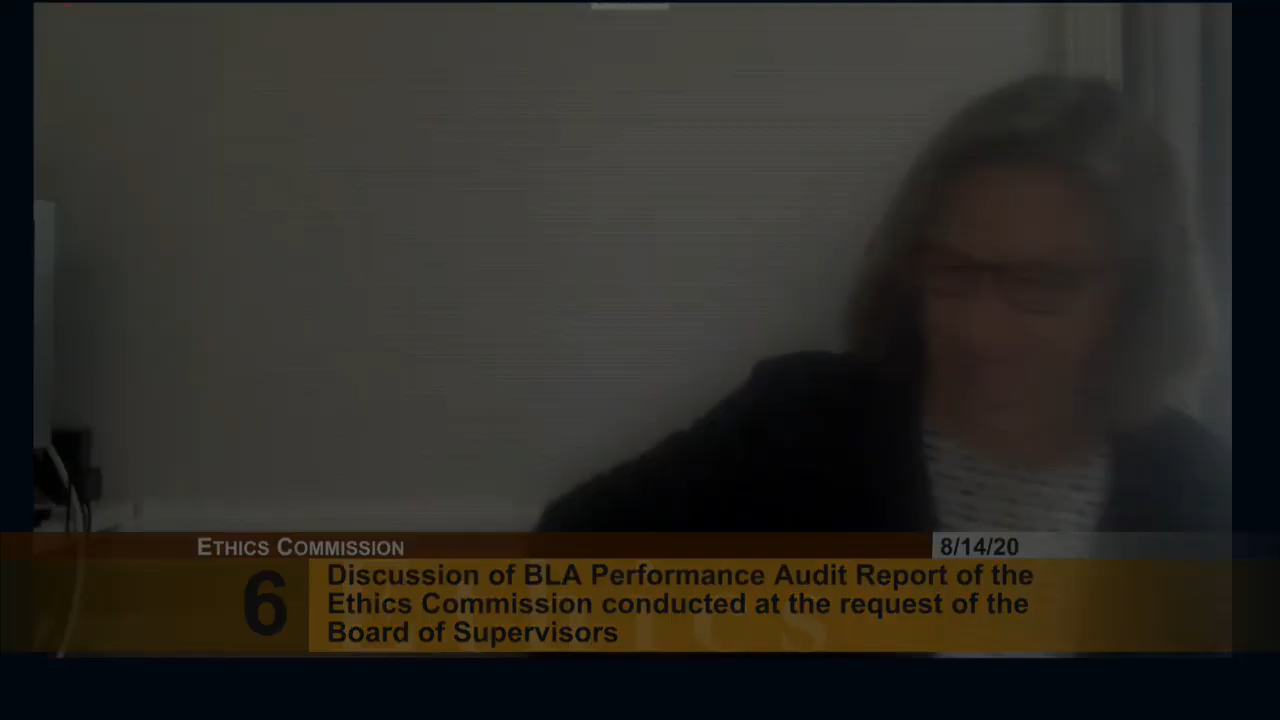 ETHICS COMMISSION
8/14/20
6
Discussion of BLA Performance Audit Report of the
Ethics Commission conducted at the request of the
Board of Supervisors